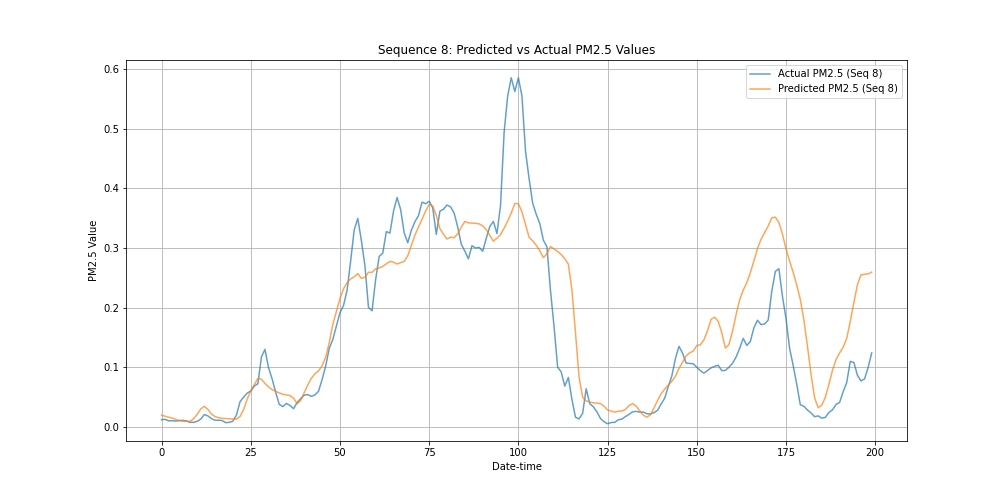 Sequence 8: Predicted vs Actual PM2.5 Values
Actual PM2.5 (Seq 8)
Predicted PM2.5 (Seq 8)
PM2.5 Value
0.6
0.5
0.4
0.3
0.2
0.1
0.0
0 25 50 75 100 125 150 175 200
Date-time